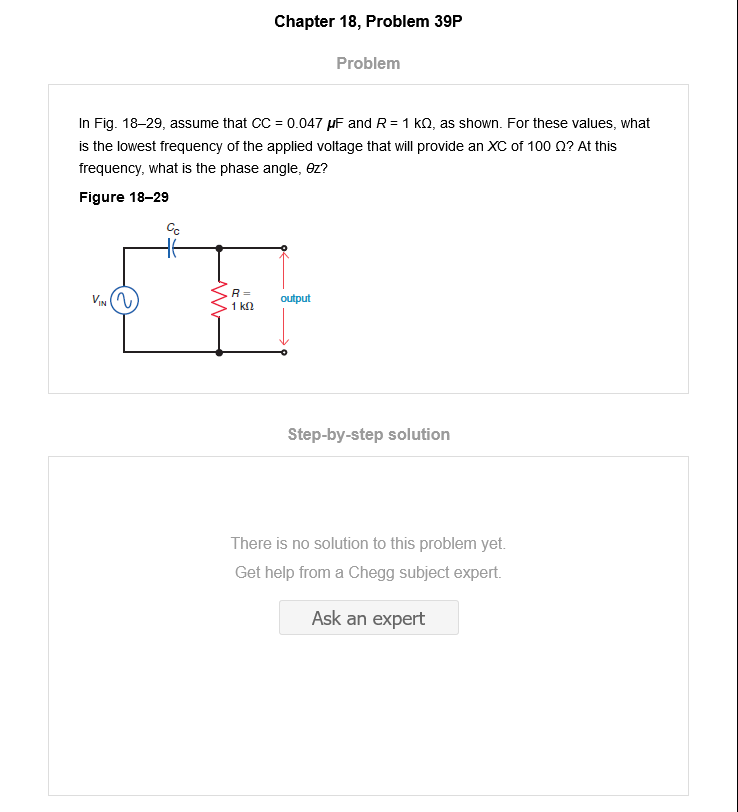 Chapter 18, Problem 39P
Problem
In Fig. 18–29, assume that CC = 0.047 µF and R = 1 kΩ, as shown. For these values, what
is the lowest frequency of the applied voltage that will provide an XC of 100 Ω? At this
frequency, what is the phase angle, θz?
Figure 18–29
CC
VIN
R =
1 kΩ
output
Step-by-step solution
There is no solution to this problem yet.
Get help from a Chegg subject expert.
Ask an expert